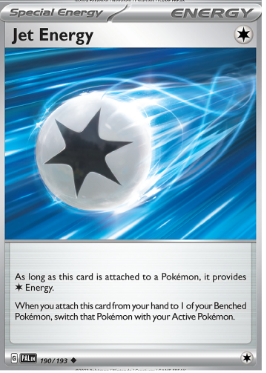 Special Energy ENERGY
Jet Energy
As long as this card is attached to a Pokémon, it provides
Energy.
When you attach this card from your hand to 1 of your Benched
Pokémon, switch that Pokémon with your Active Pokémon.
PAL EN 190/193